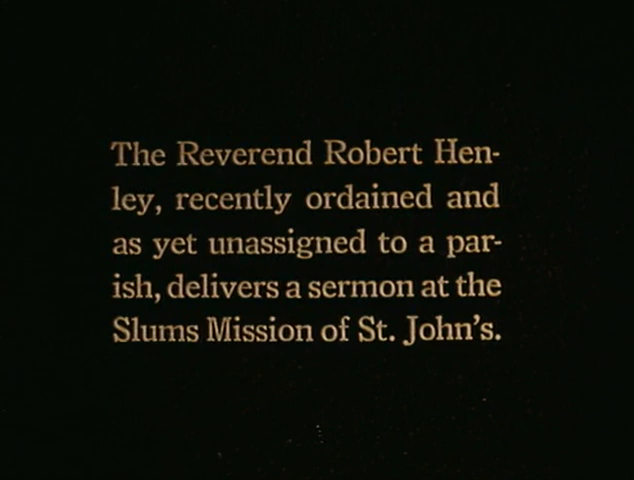 The Reverend Robert Hen-
ley, recently ordained and
as yet unassigned to a par-
ish, delivers a sermon at the
Slums Mission of St. John's.